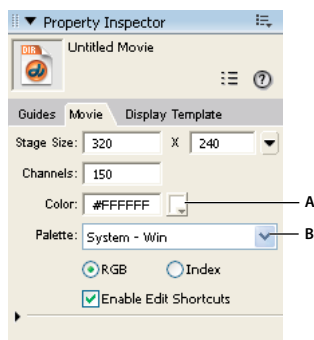 Property Inspector
DIR
Untitled Movie
Guides Movie Display Template
Stage Size: 320 X 240
Channels: 150
Color: #FFFFFF A
Palette: System - Win B
RGB Index
Enable Edit Shortcuts